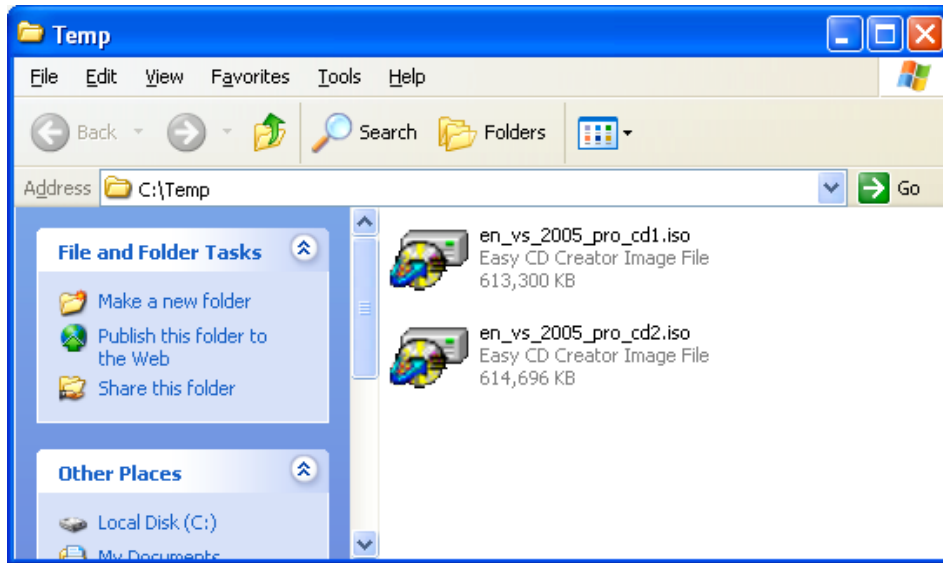 Temp
File Edit View Favorites Tools Help
Back Search Folders
Address C:\Temp Go
File and Folder Tasks
Make a new folder
Publish this folder to
the Web
Share this folder
Other Places
Local Disk (C:)
My Documents
en_vs_2005_pro_cd1.iso
Easy CD Creator Image File
613,300 KB
en_vs_2005_pro_cd2.iso
Easy CD Creator Image File
614,696 KB